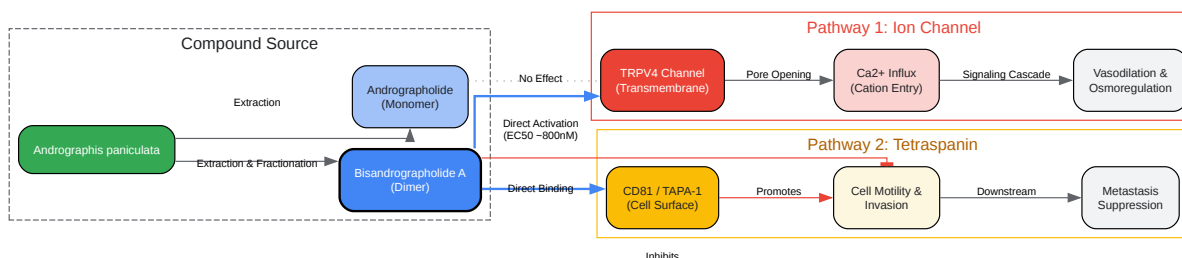 Compound Source
Pathway 1: Ion Channel
Andrographolide
(Monomer)
No Effect
TRPV4 Channel
(Transmembrane)
Pore Opening
Ca2+ Influx
(Cation Entry)
Signaling Cascade
Vasodilation &
Osmoregulation
Extraction
Direct Activation
(EC50 ~800nM)
Andrographis paniculata
Extraction & Fractionation
Bisandrographolide A
(Dimer)
Pathway 2: Tetraspanin
Direct Binding
CD81 / TAPA-1
(Cell Surface)
Promotes
Cell Motility &
Invasion
Downstream
Metastasis
Suppression
Inhibits